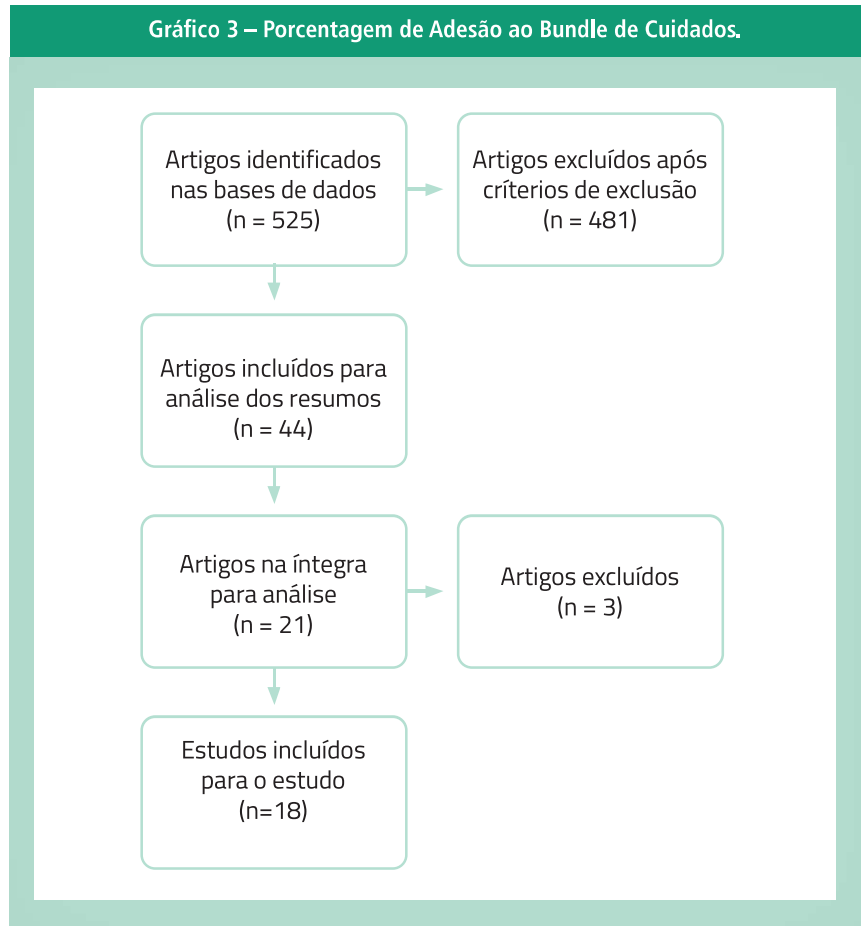 Gráfico 3 – Porcentagem de Adesão ao Bundle de Cuidados.
Artigos identificados
nas bases de dados
(n = 525)
Artigos excluídos após
críterios de exclusão
(n = 481)
Artigos incluídos para
análise dos resumos
(n = 44)
Artigos na íntegra
para análise
(n = 21)
Artigos excluídos
(n = 3)
Estudos incluídos
para o estudo
(n=18)